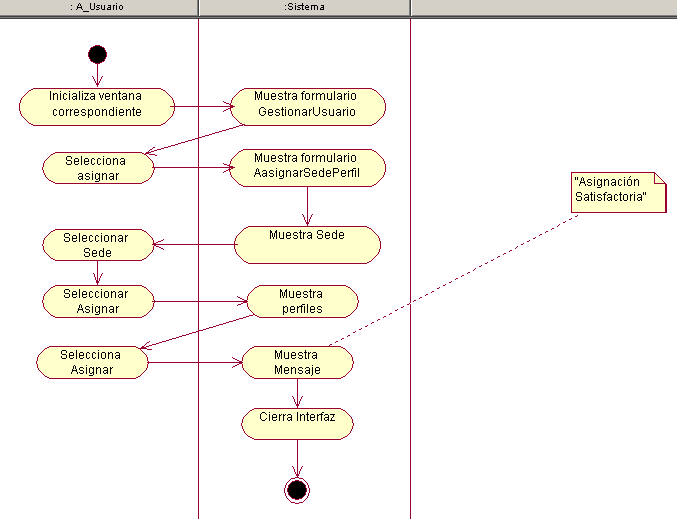 : A_Usuario
:Sistema
Inicializa ventana
correspondiente
Muestra formulario
GestionarUsuario
Selecciona
asignar
Muestra formulario
AasignarSedePerfil
"Asignación
Satisfactoria"
Muestra Sede
Seleccionar
Sede
Seleccionar
Asignar
Muestra
perfiles
Selecciona
Asignar
Muestra
Mensaje
Cierra Interfaz